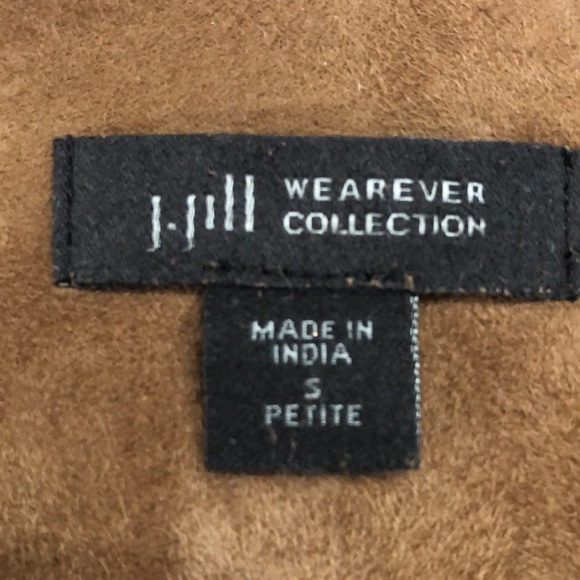 J.Jill WEAREVER
COLLECTION
MADE IN
INDIA
S
PETITE